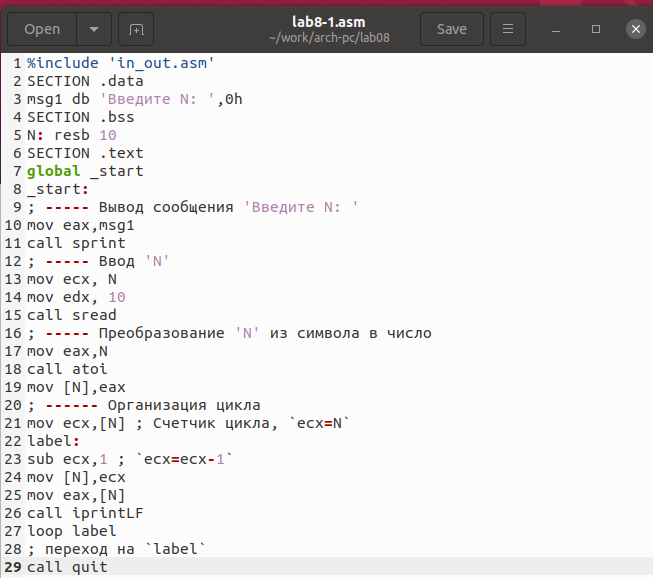 Open
lab8-1.asm
~/work/arch-pc/lab08
Save
1 %include 'in_out.asm'
2 SECTION .data
3 msg1 db 'Введите N: ',0h
4 SECTION .bss
5 N: resb 10
6 SECTION .text
7 global _start
8 _start:
9 ; ----- Вывод сообщения 'Введите N: '
10 mov eax,msg1
11 call sprint
12 ; ----- Ввод 'N'
13 mov ecx, N
14 mov edx, 10
15 call sread
16 ; ----- Преобразование 'N' из символа в число
17 mov eax,N
18 call atoi
19 mov [N],eax
20 ; ------ Организация цикла
21 mov ecx,[N] ; Счетчик цикла, `ecx=N`
22 label:
23 sub ecx,1 ; `ecx=ecx-1`
24 mov [N],ecx
25 mov eax,[N]
26 call iprintLF
27 loop label
28 ; переход на `label`
29 call quit